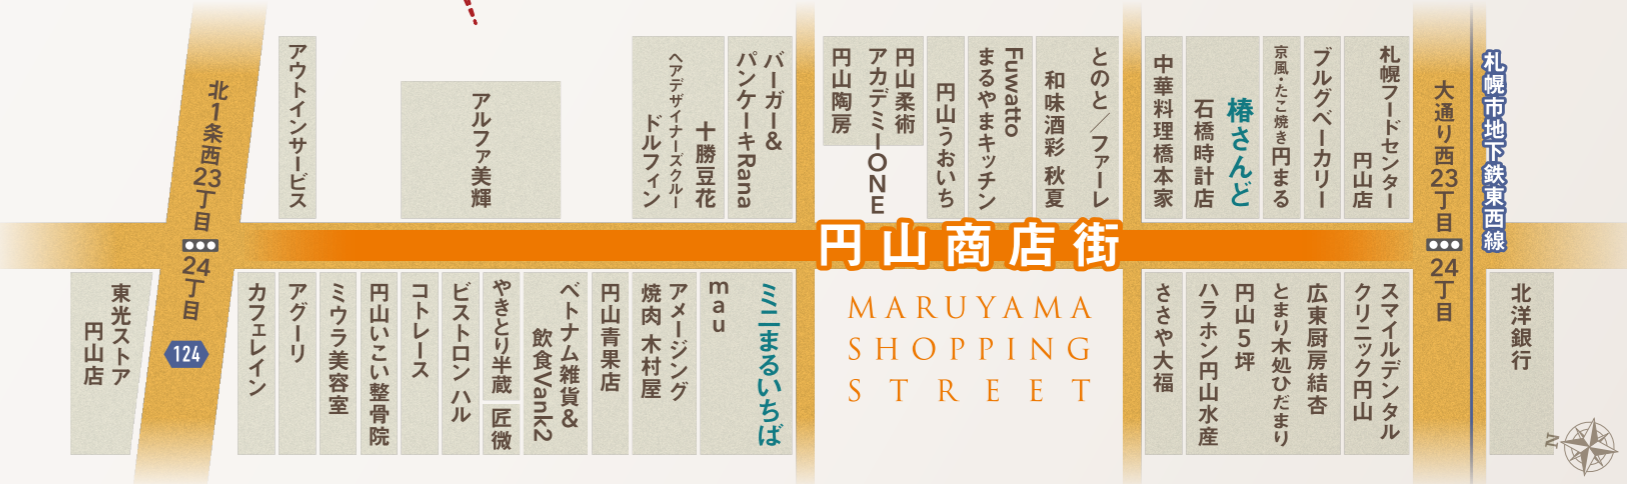 北1条西23丁目
24丁目
124
アウトインサービス
アルファ美輝
ヘアデザイナーズクルー
ドルフィン
十勝豆花
バーガー&
パンケーキRana
円山陶房
円山柔術
アカデミーONE
円山うおいち
Fuwatto
まるやまキッチン
和味酒彩 秋夏
とのと／ファーレ
中華料理橋本家
石橋時計店
椿さんど
京風・たこ焼き円まる
ブルグベーカリー
札幌フードセンター
円山店
大通り西23丁目
24丁目
札幌市地下鉄東西線
円山商店街
MARUYAMA
SHOPPING
STREET
東光ストア
円山店
カフェレイン
アグーリ
ミウラ美容室
円山いこい整骨院
コトレース
ビストロン ハル
やきとり半蔵
匠微
ベトナム雑貨&
飲食Vank2
円山青果店
アメージング
焼肉 木村屋
mau
ミニまるいちば
ささや大福
ハラホン円山水産
円山5坪
とまり木処ひだまり
広東厨房結杏
スマイルデンタル
クリニック円山
北洋銀行
N